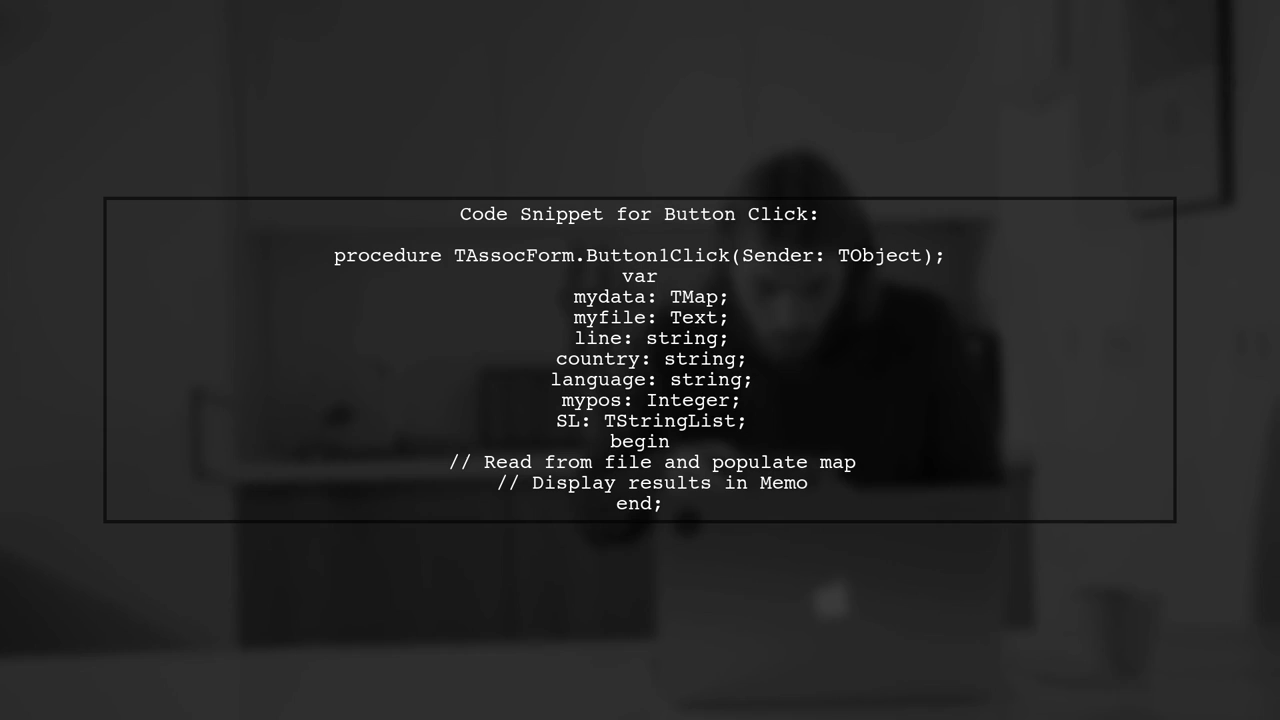 Code Snippet for Button Click:
procedure TAssocForm.Button1Click(Sender: TObject);
var
mydata: TMap;
myfile: Text;
line: string;
country: string;
language: string;
mypos: Integer;
SL: TStringList;
begin
// Read from file and populate map
// Display results in Memo
end;